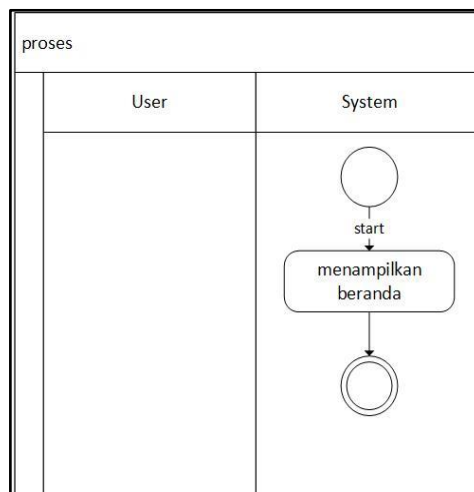 proses
User
System
start
menampilkan
beranda